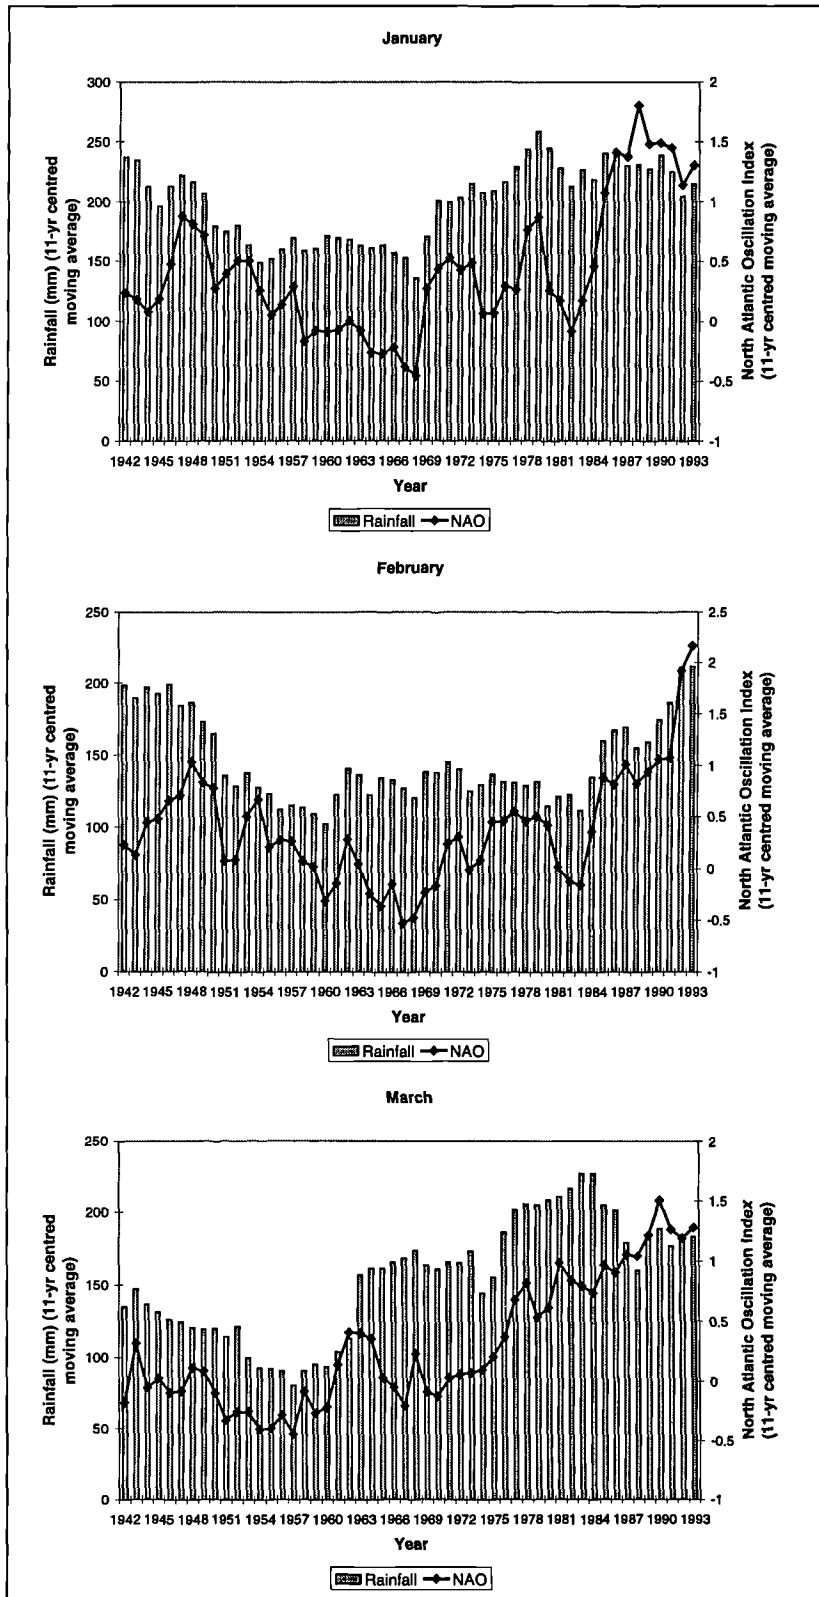 January
Rainfall (mm) (11-yr centred
moving average)
300
250
200
150
100
50
0
2
1.5
1
0.5
0
-0.5
-1
North Atlantic Oscillation Index
(11-yr centred moving average)
1942 1945 1948 1951 1954 1957 1960 1963 1966 1969 1972 1975 1978 1981 1984 1987 1990 1993
Year
Rainfall NAO
February
Rainfall (mm) (11-yr centred
moving average)
250
200
150
100
50
0
2.5
2
1.5
1
0.5
0
-0.5
-1
North Atlantic Oscillation Index
(11-yr centred moving average)
1942 1945 1948 1951 1954 1957 1960 1963 1966 1969 1972 1975 1978 1981 1984 1987 1990 1993
Year
Rainfall NAO
March
Rainfall (mm) (11-yr centred
moving average)
250
200
150
100
50
0
2
1.5
1
0.5
0
-0.5
-1
North Atlantic Oscillation Index
(11-yr centred moving average)
1942 1945 1948 1951 1954 1957 1960 1963 1966 1969 1972 1975 1978 1981 1984 1987 1990 1993
Year
Rainfall NAO